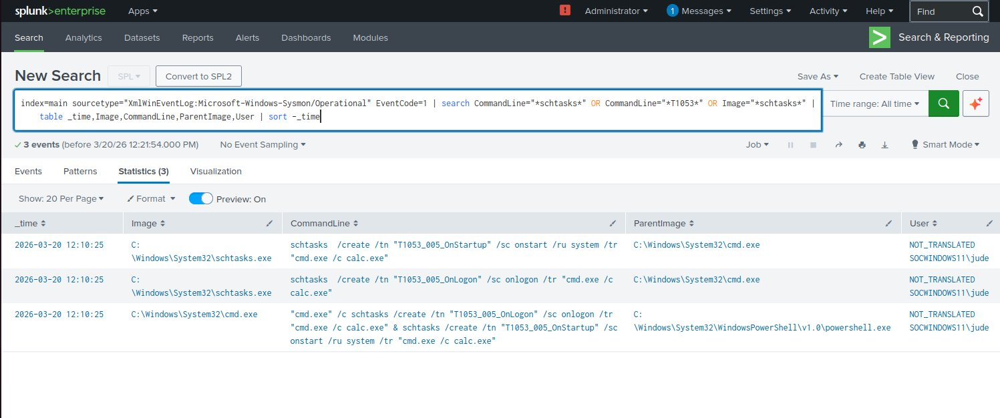 splunk>enterprise Apps ! Administrator 1 Messages Settings Activity Help Find
Search Analytics Datasets Reports Alerts Dashboards Modules > Search & Reporting
New Search SPL Convert to SPL2 Save As Create Table View Close
index=main sourcetype="XmlWinEventLog:Microsoft-Windows-Sysmon/Operational" EventCode=1 | search CommandLine="*schtasks*" OR CommandLine="*T1053*" OR Image="*schtasks*" |
table _time,Image,CommandLine,ParentImage,User | sort -_time
Time range: All time
✓ 3 events (before 3/20/26 12:21:54.000 PM) No Event Sampling Job Smart Mode
Events Patterns Statistics (3) Visualization
Show: 20 Per Page Format Preview: On
_time Image CommandLine ParentImage User
2026-03-20 12:10:25 C: schtasks /create /tn "T1053_005_OnStartup" /sc onstart /ru system /tr C:\Windows\System32\cmd.exe NOT_TRANSLATED
\Windows\System32\schtasks.exe "cmd.exe /c calc.exe" SOCWINDOWS11\jude
2026-03-20 12:10:25 C: schtasks /create /tn "T1053_005_OnLogon" /sc onlogon /tr "cmd.exe /c C:\Windows\System32\cmd.exe NOT_TRANSLATED
\Windows\System32\schtasks.exe calc.exe" SOCWINDOWS11\jude
2026-03-20 12:10:25 C:\Windows\System32\cmd.exe "cmd.exe" /c schtasks /create /tn "T1053_005_OnLogon" /sc onlogon /tr C: NOT_TRANSLATED
"cmd.exe /c calc.exe" & schtasks /create /tn "T1053_005_OnStartup" /sc \Windows\System32\WindowsPowerShell\v1.0\powershell.exe SOCWINDOWS11\jude
onstart /ru system /tr "cmd.exe /c calc.exe"